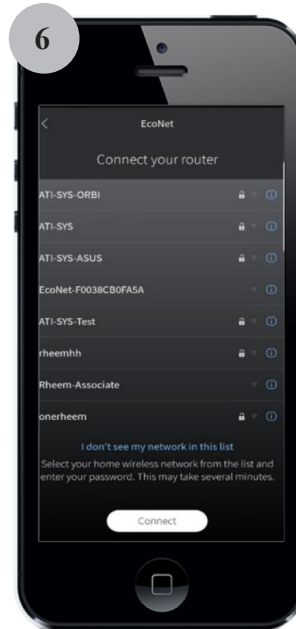 6
EcoNet
Connect your router
ATI-SYS-ORBI
ATI-SYS
ATI-SYS-ASUS
EcoNet-F0038CB0FA5A
ATI-SYS-Test
rheemhh
Rheem-Associate
onerheem
I don't see my network in this list
Select your home wireless network from the list and
enter your password. This may take several minutes.
Connect